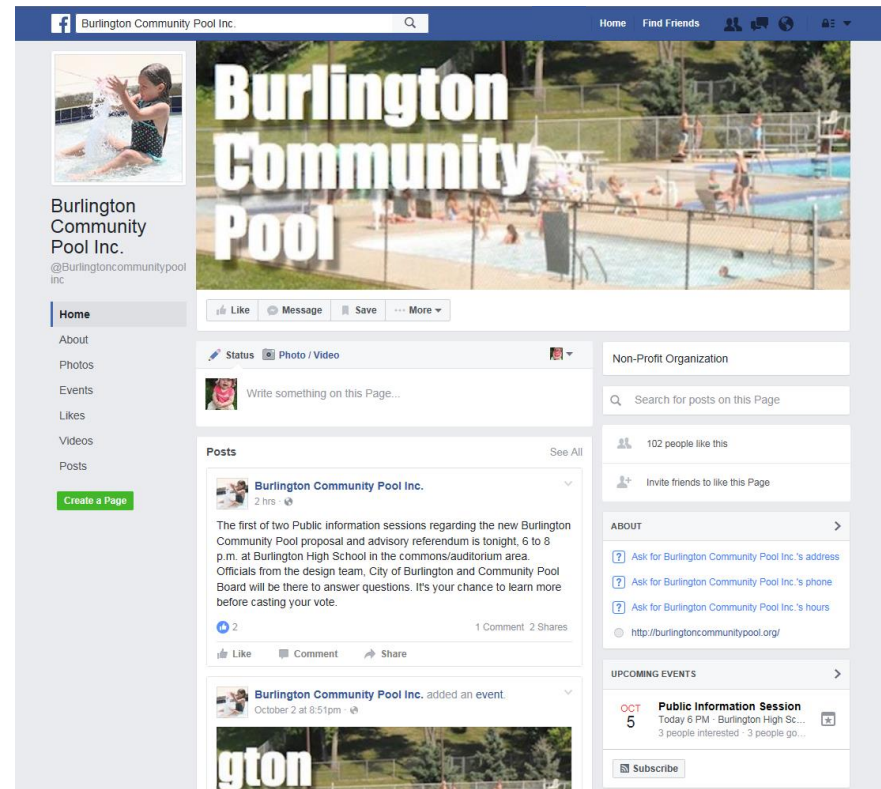 Burlington Community Pool Inc.
Home Find Friends
Burlington
Community
Pool
Burlington
Community
Pool Inc.
@Burlingtoncommunitypool
inc
Home
About
Photos
Events
Likes
Videos
Posts
Create a Page
Like Message Save ··· More
Status Photo / Video
Write something on this Page...
Posts See All
Burlington Community Pool Inc.
2 hrs ·
The first of two Public information sessions regarding the new Burlington
Community Pool proposal and advisory referendum is tonight, 6 to 8
p.m. at Burlington High School in the commons/auditorium area.
Officials from the design team, City of Burlington and Community Pool
Board will be there to answer questions. It's your chance to learn more
before casting your vote.
2 1 Comment 2 Shares
Like Comment Share
Burlington Community Pool Inc. added an event.
October 2 at 8:51pm ·
gton
Non-Profit Organization
Search for posts on this Page
102 people like this
Invite friends to like this Page
ABOUT
Ask for Burlington Community Pool Inc.'s address
Ask for Burlington Community Pool Inc.'s phone
Ask for Burlington Community Pool Inc.'s hours
http://burlingtoncommunitypool.org/
UPCOMING EVENTS
OCT
5
Public Information Session
Today 6 PM · Burlington High Sc...
3 people interested · 3 people go...
Subscribe